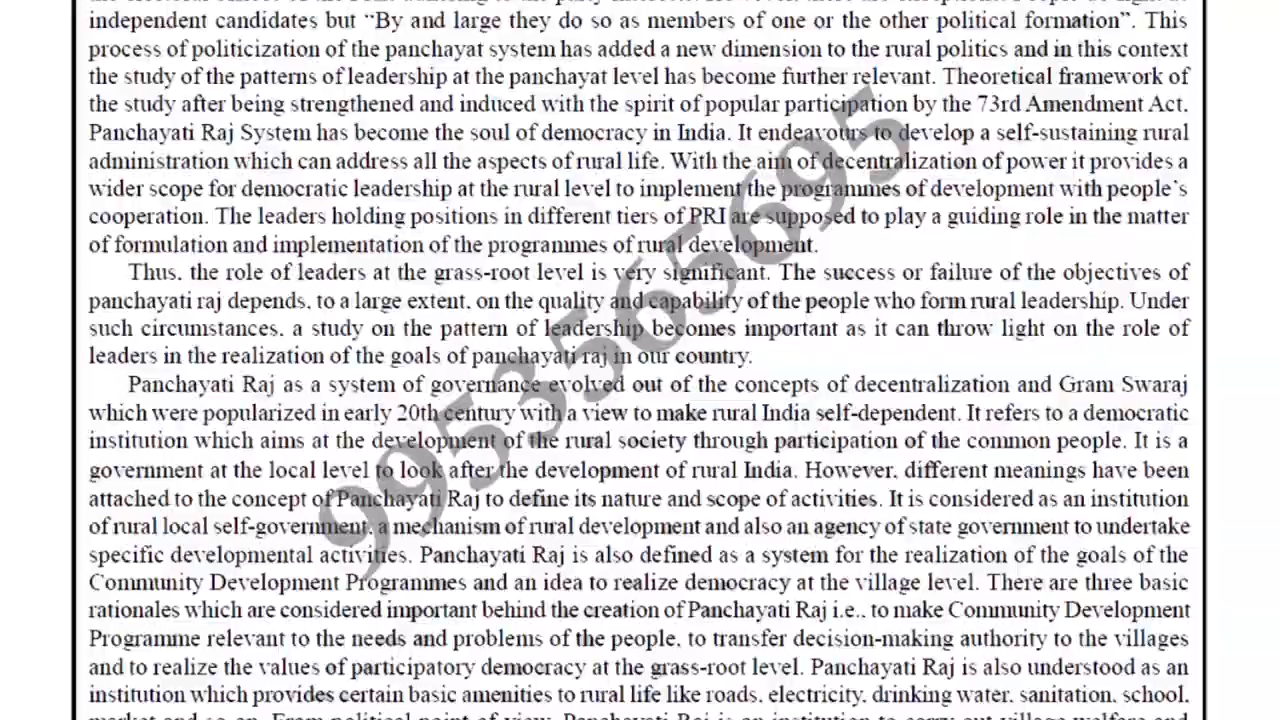 independent candidates but “By and large they do so as members of one or the other political formation”. This
process of politicization of the panchayat system has added a new dimension to the rural politics and in this context
the study of the patterns of leadership at the panchayat level has become further relevant. Theoretical framework of
the study after being strengthened and induced with the spirit of popular participation by the 73rd Amendment Act.
Panchayati Raj System has become the soul of democracy in India. It endeavours to develop a self-sustaining rural
administration which can address all the aspects of rural life. With the aim of decentralization of power it provides a
wider scope for democratic leadership at the rural level to implement the programmes of development with people`s
cooperation. The leaders holding positions in different tiers of PRI are supposed to play a guiding role in the matter
of formulation and implementation of the programmes of rural development.
Thus, the role of leaders at the grass-root level is very significant. The success or failure of the objectives of
panchayati raj depends, to a large extent, on the quality and capability of the people who form rural leadership. Under
such circumstances, a study on the pattern of leadership becomes important as it can throw light on the role of
leaders in the realization of the goals of panchayati raj in our country.
Panchayati Raj as a system of governance evolved out of the concepts of decentralization and Gram Swaraj
which were popularized in early 20th century with a view to make rural India self-dependent. It refers to a democratic
institution which aims at the development of the rural society through participation of the common people. It is a
government at the local level to look after the development of rural India. However, different meanings have been
attached to the concept of Panchayati Raj to define its nature and scope of activities. It is considered as an institution
of rural local self-government, a mechanism of rural development and also an agency of state government to undertake
specific developmental activities. Panchayati Raj is also defined as a system for the realization of the goals of the
Community Development Programmes and an idea to realize democracy at the village level. There are three basic
rationales which are considered important behind the creation of Panchayati Raj i.e., to make Community Development
Programme relevant to the needs and problems of the people, to transfer decision-making authority to the villages
and to realize the values of participatory democracy at the grass-root level. Panchayati Raj is also understood as an
institution which provides certain basic amenities to rural life like roads, electricity, drinking water, sanitation, school,
9953565695